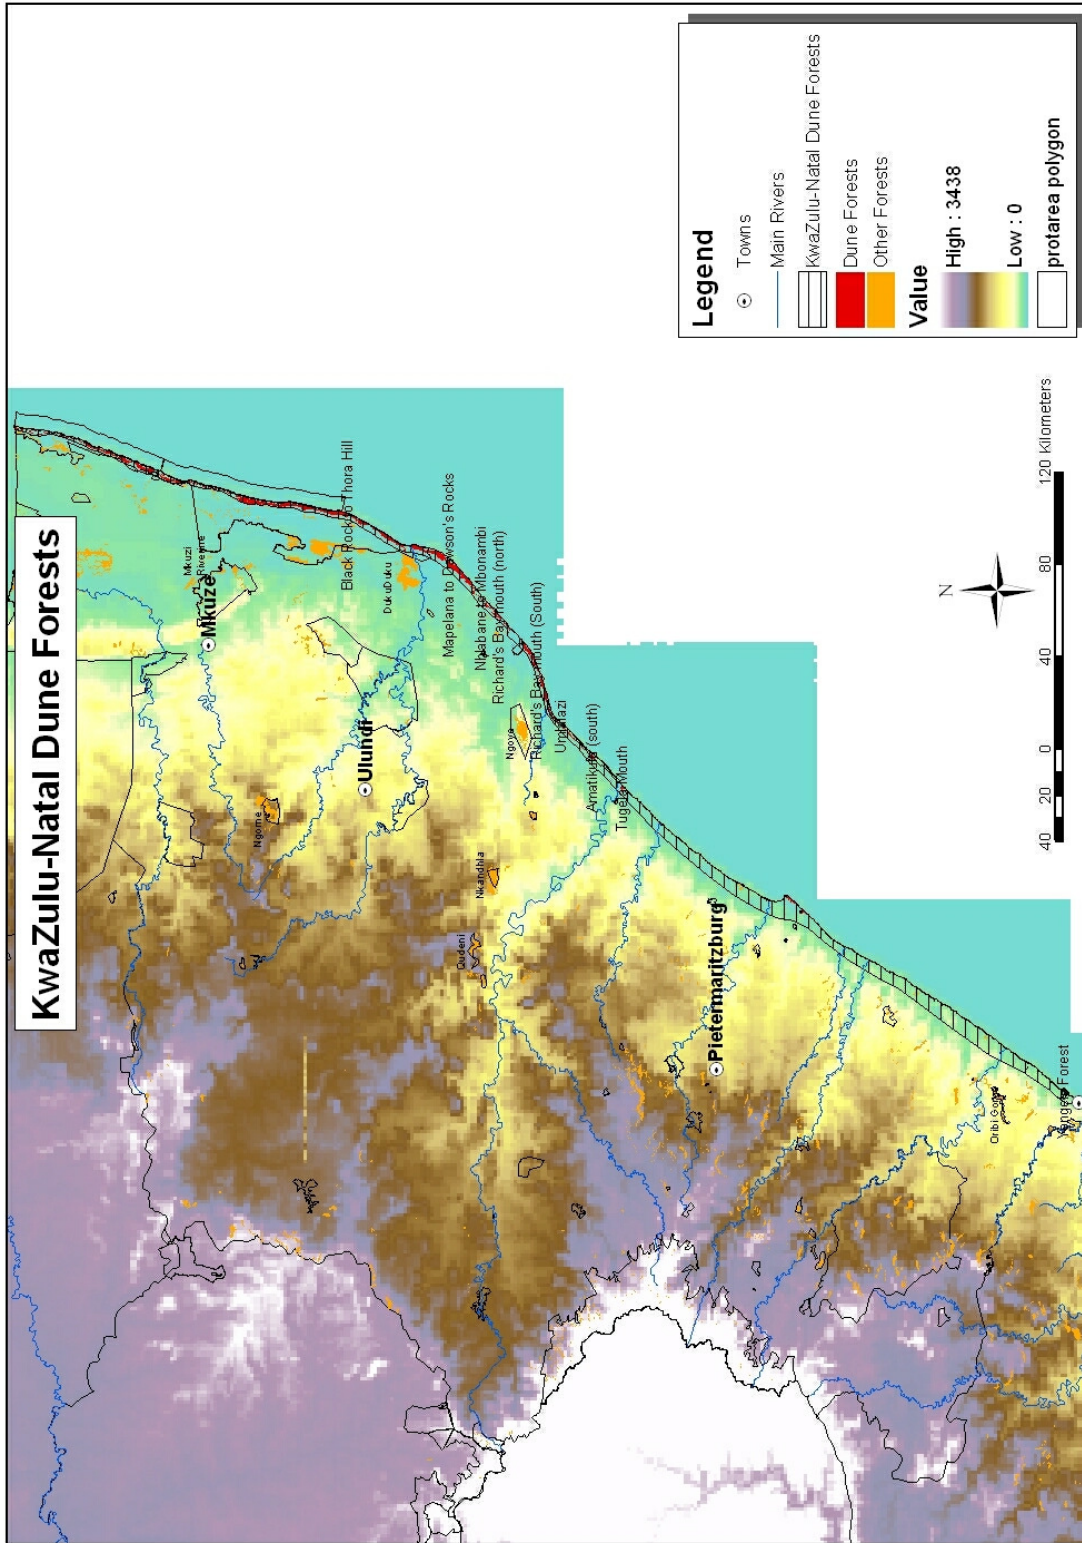 KwaZulu-Natal Dune Forests
Mkuzi
Mkuze
Ngome
Ulundi
Black Rock to Thora Hill
DukuDuku
Mapelana to Dawson's Rocks
Nhlabane to Mbonambi
Richard's Bay mouth (north)
Ngoye
Richard's Bay mouth (South)
Umlalazi
Nkandhla
Qudeni
Amatikulu (south)
Tugela Mouth
Pietermaritzburg
Oribi Gorge
Forest
N
40
20
0
40
80
120 Kilometers
Legend
Towns
Main Rivers
KwaZulu-Natal Dune Forests
Dune Forests
Other Forests
Value
High : 3438
Low : 0
protarea polygon